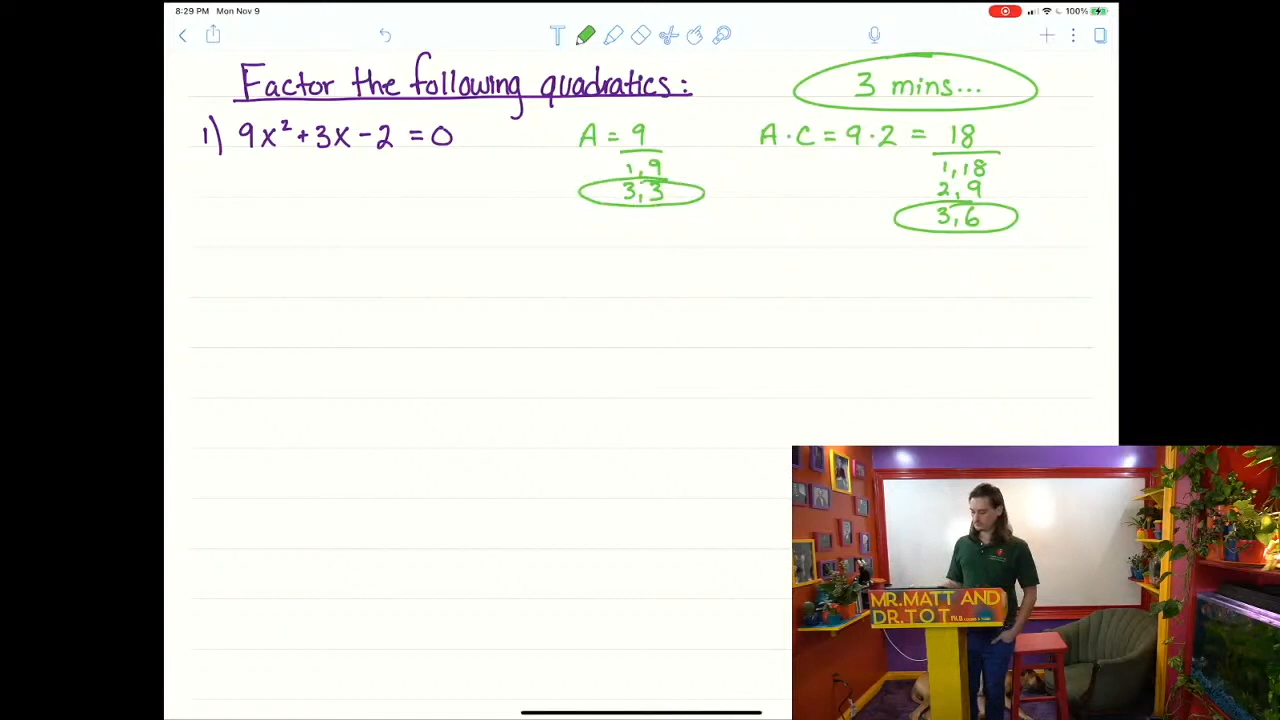 8:29 PM Mon Nov 9
100%
Factor the following quadratics:
3 mins...
1) 9x² + 3x - 2 = 0
A = 9
1, 9
3, 3
A · C = 9 · 2 = 18
1, 18
2, 9
3, 6
MR. MATT AND
DR. TOT